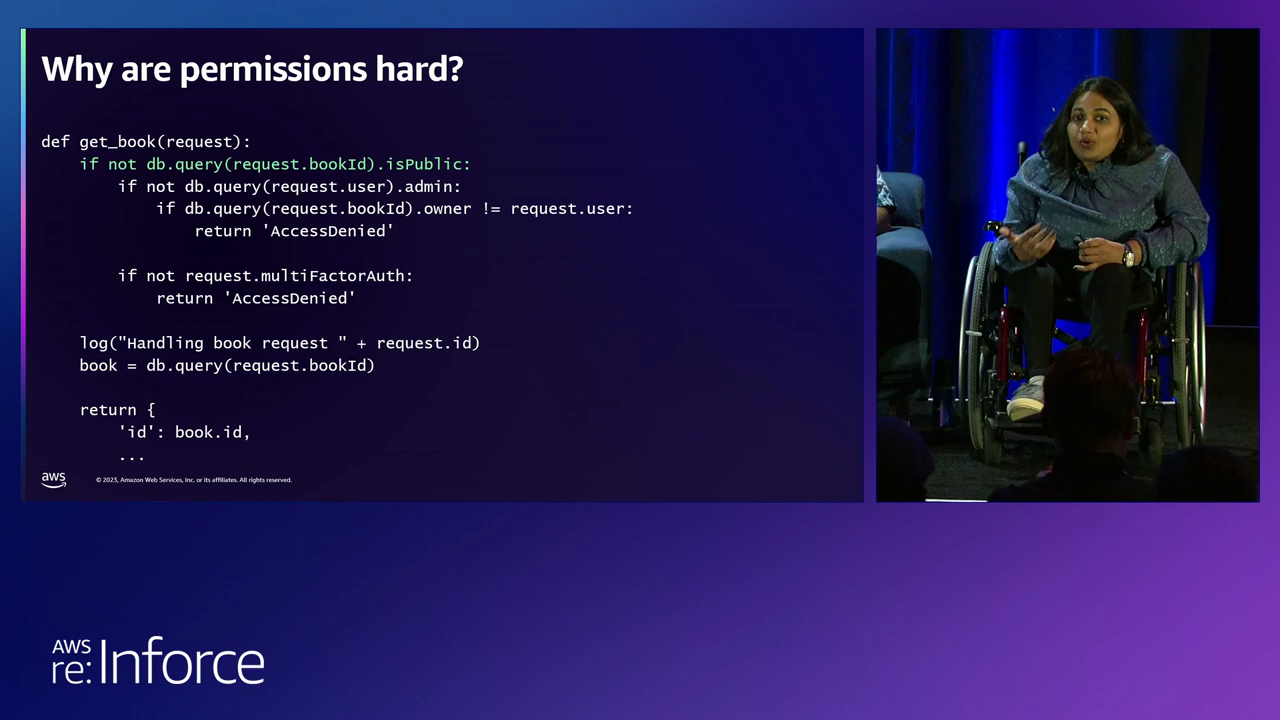 Why are permissions hard?
def get_book(request):
    if not db.query(request.bookId).isPublic:
        if not db.query(request.user).admin:
            if db.query(request.bookId).owner != request.user:
                return 'AccessDenied'
        if not request.multiFactorAuth:
            return 'AccessDenied'
    log("Handling book request " + request.id)
    book = db.query(request.bookId)
    return {
        'id': book.id,
        ...
aws
© 2023, Amazon Web Services, Inc. or its affiliates. All rights reserved.
AWS
re:Inforce